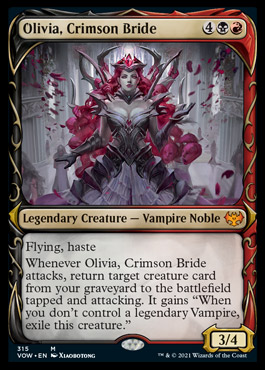 Olivia, Crimson Bride 4
Legendary Creature — Vampire Noble
Flying, haste
Whenever Olivia, Crimson Bride
attacks, return target creature card
from your graveyard to the battlefield
tapped and attacking. It gains “When
you don't control a legendary Vampire,
exile this creature.”
3/4
315 M
VOW • EN XIAOBOTONG
™ & © 2021 Wizards of the Coast